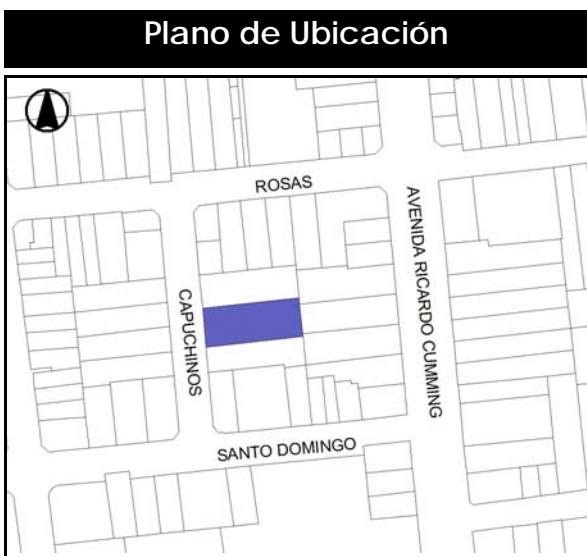 Plano de Ubicación
ROSAS
AVENIDA RICARDO CUMMING
CAPUCHINOS
SANTO DOMINGO